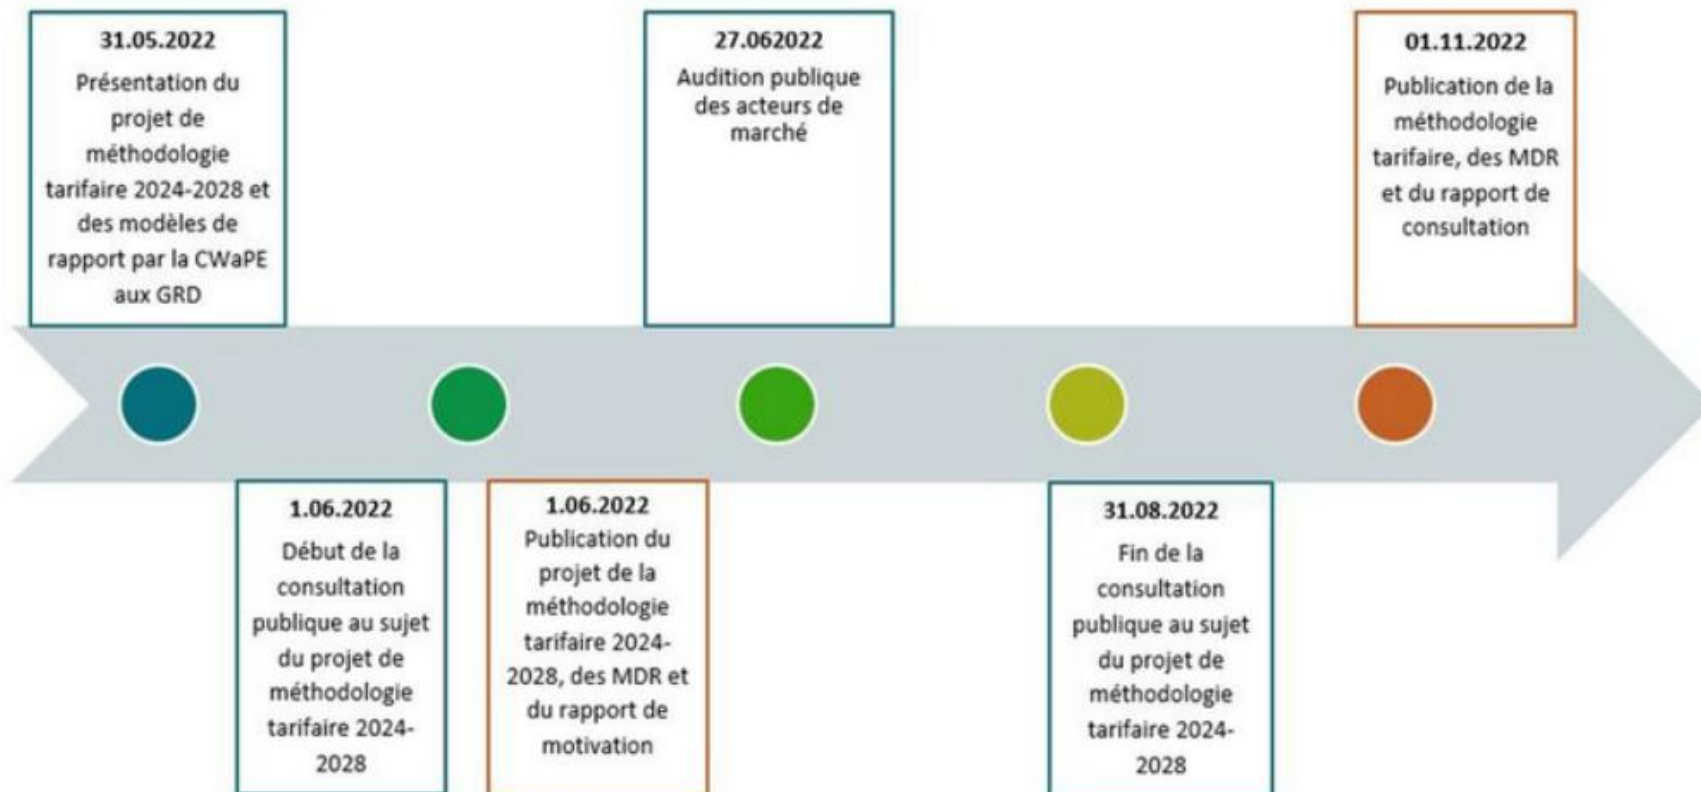 31.05.2022
Présentation du
projet de
méthodologie
tarifaire 2024-2028 et
des modèles de
rapport par la CWaPE
aux GRD
1.06.2022
Début de la
consultation
publique au sujet
du projet de
méthodologie
tarifaire 2024-
2028
1.06.2022
Publication du
projet de la
méthodologie
tarifaire 2024-
2028, des MDR et
du rapport de
motivation
27.062022
Audition publique
des acteurs de
marché
31.08.2022
Fin de la
consultation
publique au sujet
du projet de
méthodologie
tarifaire 2024-
2028
01.11.2022
Publication de la
méthodologie
tarifaire, des MDR
et du rapport de
consultation